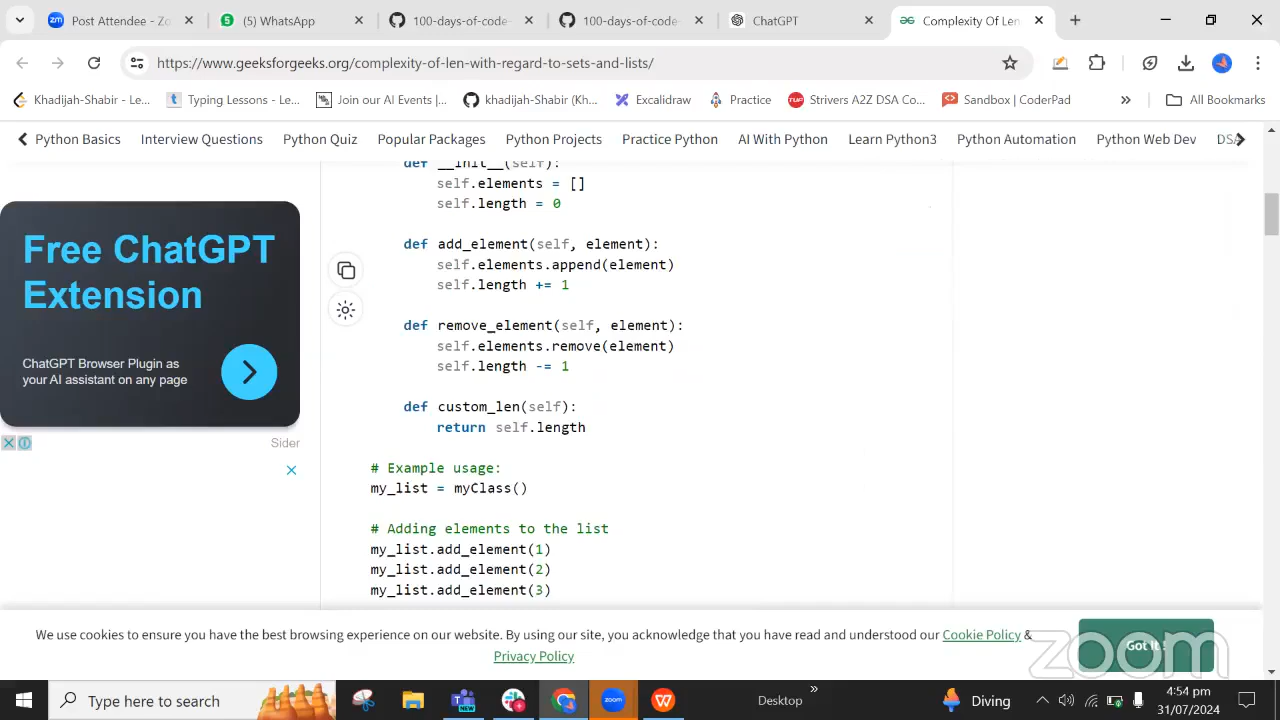 Post Attendee - Zo
(5) WhatsApp
100-days-of-code
100-days-of-code
ChatGPT
Complexity Of Len
https://www.geeksforgeeks.org/complexity-of-len-with-regard-to-sets-and-lists/
Khadijah-Shabir - Le...
Typing Lessons - Le...
Join our AI Events |...
khadijah-Shabir (Kh...
Excalidraw
Practice
Strivers A2Z DSA Co...
Sandbox | CoderPad
»
All Bookmarks
Python Basics
Interview Questions
Python Quiz
Popular Packages
Python Projects
Practice Python
AI With Python
Learn Python3
Python Automation
Python Web Dev
DSA
def __init__(self):
self.elements = []
self.length = 0
def add_element(self, element):
self.elements.append(element)
self.length += 1
def remove_element(self, element):
self.elements.remove(element)
self.length -= 1
def custom_len(self):
return self.length
# Example usage:
my_list = myClass()
# Adding elements to the list
my_list.add_element(1)
my_list.add_element(2)
my_list.add_element(3)
Free ChatGPT
Extension
ChatGPT Browser Plugin as
your AI assistant on any page
Sider
We use cookies to ensure you have the best browsing experience on our website. By using our site, you acknowledge that you have read and understood our Cookie Policy &
Privacy Policy
Got It !
zoom
Type here to search
NEW
zoom
Desktop
»
Diving
4:54 pm
31/07/2024